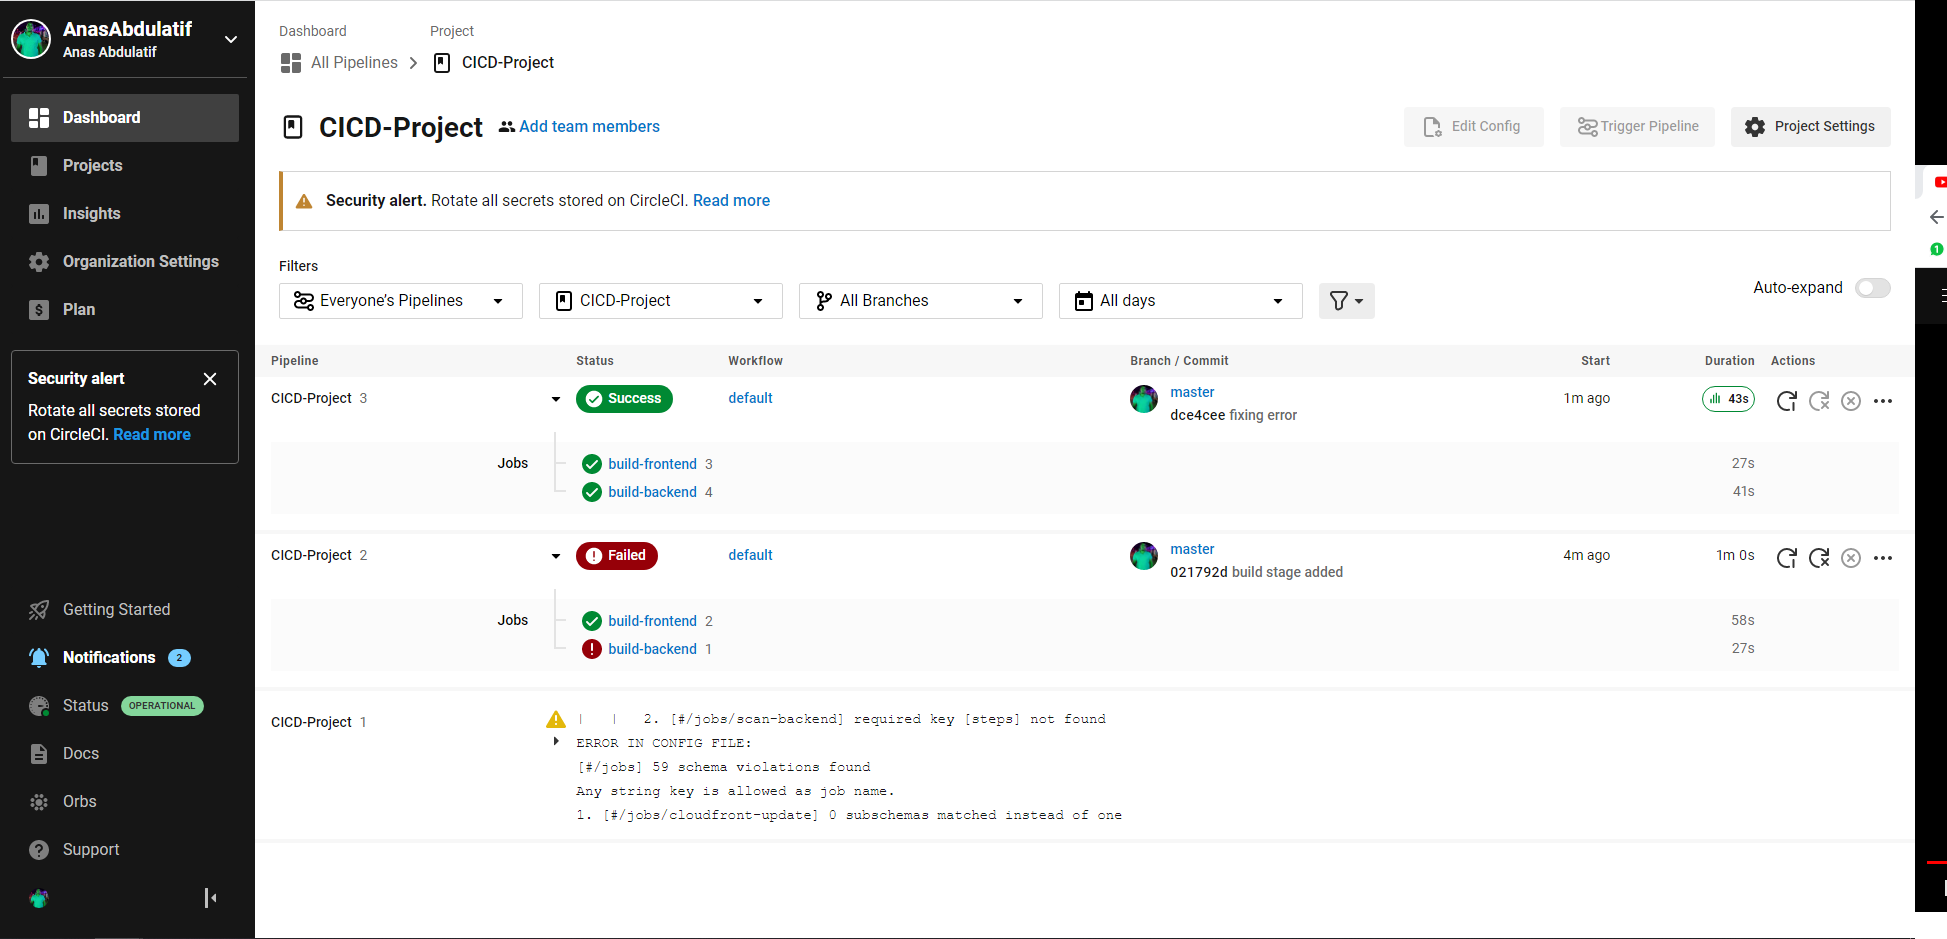 AnasAbdulatif
Anas Abdulatif
Dashboard
Projects
Insights
Organization Settings
Plan
Security alert
Rotate all secrets stored
on CircleCI. Read more
Getting Started
Notifications 2
Status OPERATIONAL
Docs
Orbs
Support
Dashboard Project
All Pipelines CICD-Project
CICD-Project Add team members
Edit Config Trigger Pipeline Project Settings
Security alert. Rotate all secrets stored on CircleCI. Read more
Filters
Everyone's Pipelines CICD-Project All Branches All days
Auto-expand
Pipeline Status Workflow Branch / Commit Start Duration Actions
CICD-Project 3 Success default master 1m ago 43s
dce4cee fixing error
Jobs build-frontend 3 27s
build-backend 4 41s
CICD-Project 2 Failed default master 4m ago 1m 0s
021792d build stage added
Jobs build-frontend 2 58s
build-backend 1 27s
CICD-Project 1 | | 2. [#/jobs/scan-backend] required key [steps] not found
ERROR IN CONFIG FILE:
[#/jobs] 59 schema violations found
Any string key is allowed as job name.
1. [#/jobs/cloudfront-update] 0 subschemas matched instead of one
1